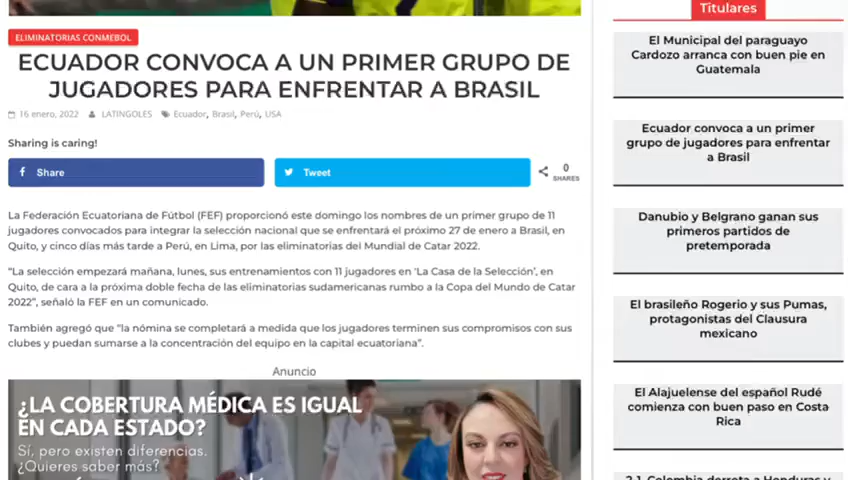 ELIMINATORIAS CONMEBOL
ECUADOR CONVOCA A UN PRIMER GRUPO DE
JUGADORES PARA ENFRENTAR A BRASIL
16 enero, 2022 LATINGOLES Ecuador, Brasil, Perú, USA
Sharing is caring!
Share
Tweet
0
SHARES
La Federación Ecuatoriana de Fútbol (FEF) proporcionó este domingo los nombres de un primer grupo de 11
jugadores convocados para integrar la selección nacional que se enfrentará el próximo 27 de enero a Brasil, en
Quito, y cinco días más tarde a Perú, en Lima, por las eliminatorias del Mundial de Catar 2022.
“La selección empezará mañana, lunes, sus entrenamientos con 11 jugadores en ‘La Casa de la Selección’, en
Quito, de cara a la próxima doble fecha de las eliminatorias sudamericanas rumbo a la Copa del Mundo de Catar
2022”, señaló la FEF en un comunicado.
También agregó que “la nómina se completará a medida que los jugadores terminen sus compromisos con sus
clubes y puedan sumarse a la concentración del equipo en la capital ecuatoriana”.
Anuncio
¿LA COBERTURA MÉDICA ES IGUAL
EN CADA ESTADO?
Sí, pero existen diferencias.
¿Quieres saber más?
Titulares
El Municipal del paraguayo
Cardozo arranca con buen pie en
Guatemala
Ecuador convoca a un primer
grupo de jugadores para enfrentar
a Brasil
Danubio y Belgrano ganan sus
primeros partidos de
pretemporada
El brasileño Rogerio y sus Pumas,
protagonistas del Clausura
mexicano
El Alajuelense del español Rudé
comienza con buen paso en Costa
Rica
2-1. Colombia derrota a Honduras y